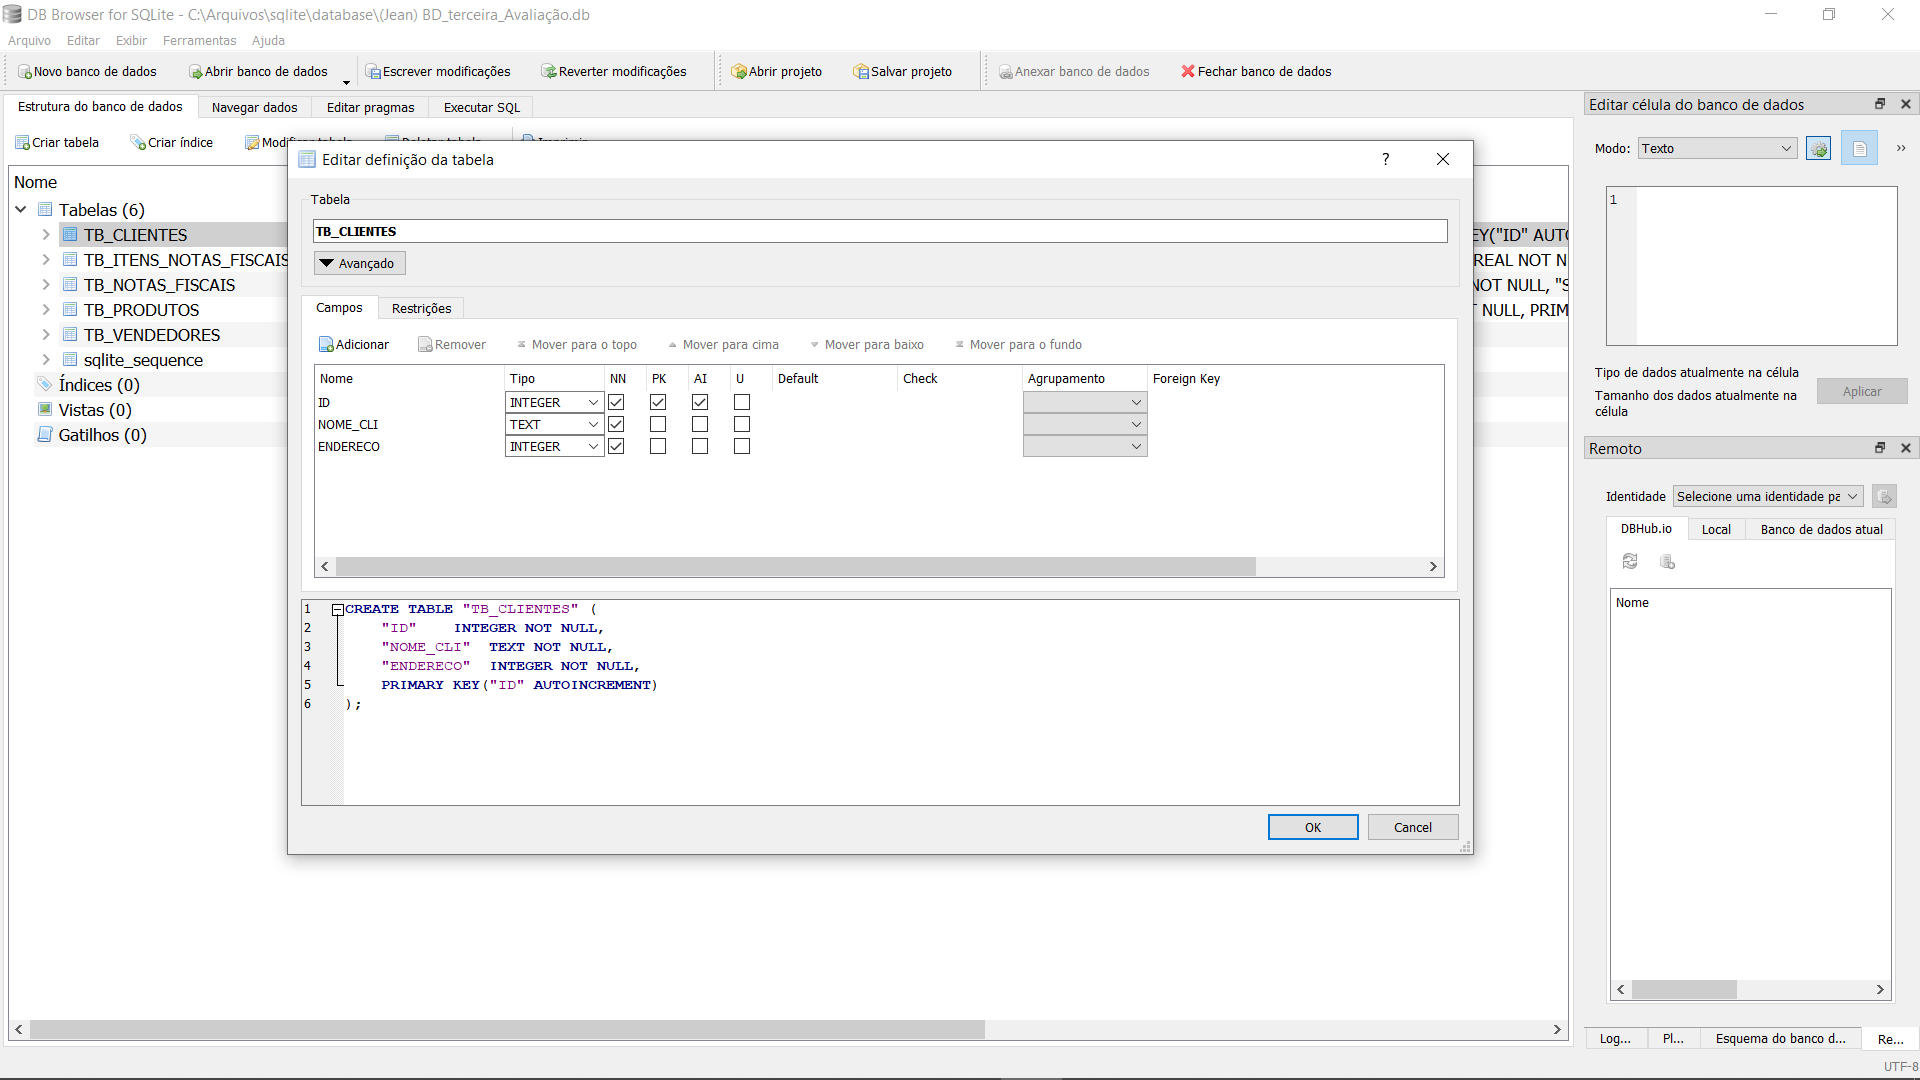 DB Browser for SQLite - C:\Arquivos\sqlite\database\(Jean) BD_terceira_Avaliação.db
Arquivo Editar Exibir Ferramentas Ajuda
Novo banco de dados Abrir banco de dados Escrever modificações Reverter modificações Abrir projeto Salvar projeto Anexar banco de dados Fechar banco de dados
Estrutura do banco de dados Navegar dados Editar pragmas Executar SQL
Criar tabela Criar índice
Nome
Tabelas (6)
TB_CLIENTES
TB_ITENS_NOTAS_FISCAIS
TB_NOTAS_FISCAIS
TB_PRODUTOS
TB_VENDEDORES
sqlite_sequence
Índices (0)
Vistas (0)
Gatilhos (0)
EY("ID" AUTO
REAL NOT N
NOT NULL, "S
T NULL, PRIM
Editar definição da tabela ?
Tabela
TB_CLIENTES
Avançado
Campos Restrições
Adicionar Remover Mover para o topo Mover para cima Mover para baixo Mover para o fundo
Nome Tipo NN PK AI U Default Check Agrupamento Foreign Key
ID INTEGER
NOME_CLI TEXT
ENDERECO INTEGER
1 CREATE TABLE "TB_CLIENTES" (
2 "ID" INTEGER NOT NULL,
3 "NOME_CLI" TEXT NOT NULL,
4 "ENDERECO" INTEGER NOT NULL,
5 PRIMARY KEY("ID" AUTOINCREMENT)
6 );
OK Cancel
Editar célula do banco de dados
Modo: Texto »
1
Tipo de dados atualmente na célula
Tamanho dos dados atualmente na
célula
Aplicar
Remoto
Identidade Selecione uma identidade pa
DBHub.io Local Banco de dados atual
Nome
Log... Pl... Esquema do banco d... Re...
UTF-8